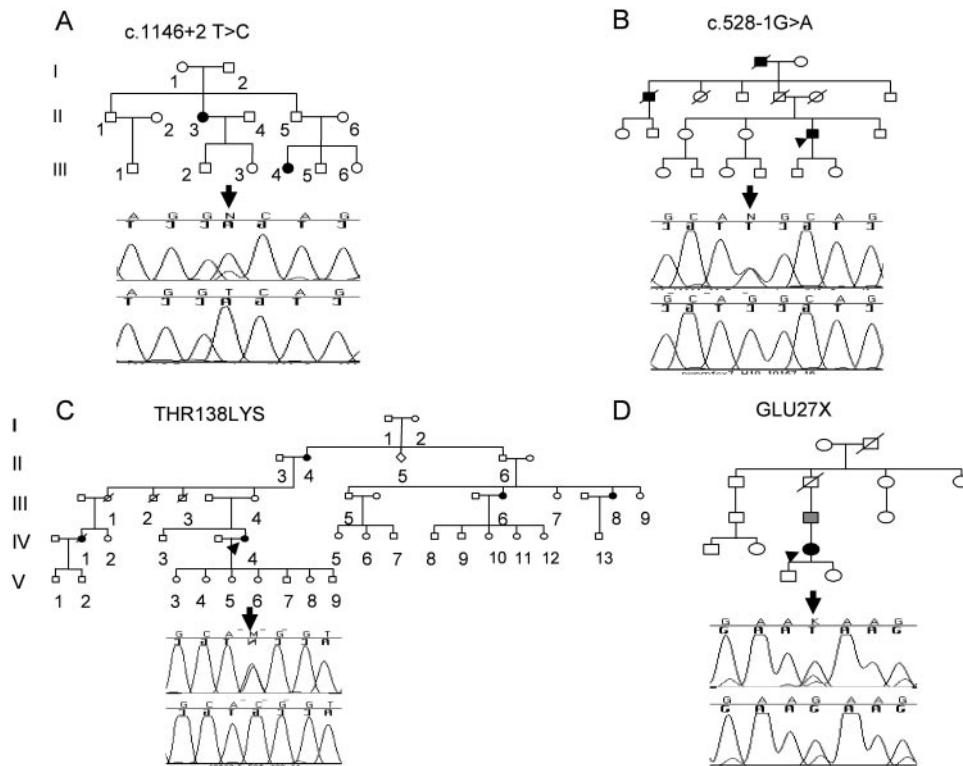 A
c.1146+2 T>C
I
1 2
II
1 2 3 4 5 6
III
1 2 3 4 5 6
A G G N C A G
A G G T C A G
B
c.528-1G>A
G C A N G C A G
G C A G G C A G
C
THR138LYS
I
1 2
II
3 4 5 6
III
1 2 3 4 5 6 7 8 9
IV
1 2 3 4 5 6 7 8 9 10 11 12 13
V
1 2 3 4 5 6 7 8 9
G C A M G G T
G C A C G G T
D
GLU27X
G A A K A A G
G A A G A A G